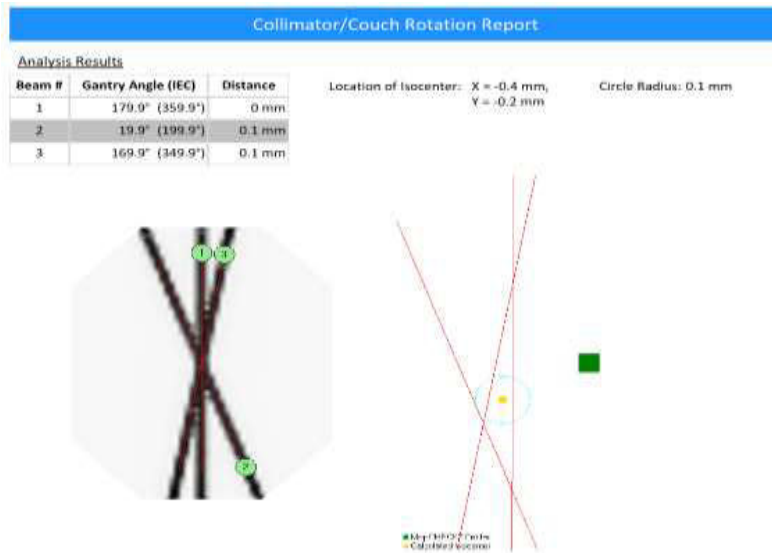 Collimator/Couch Rotation Report
Analysis Results
Beam # Gantry Angle (IEC) Distance
1 179.9° (359.9°) 0 mm
2 19.9° (199.9°) 0.1 mm
3 169.9° (349.9°) 0.1 mm
Location of Isocenter: X = -0.4 mm,
Y = -0.2 mm
Circle Radius: 0.1 mm
1 3
2
Center
Calculated Isocenter